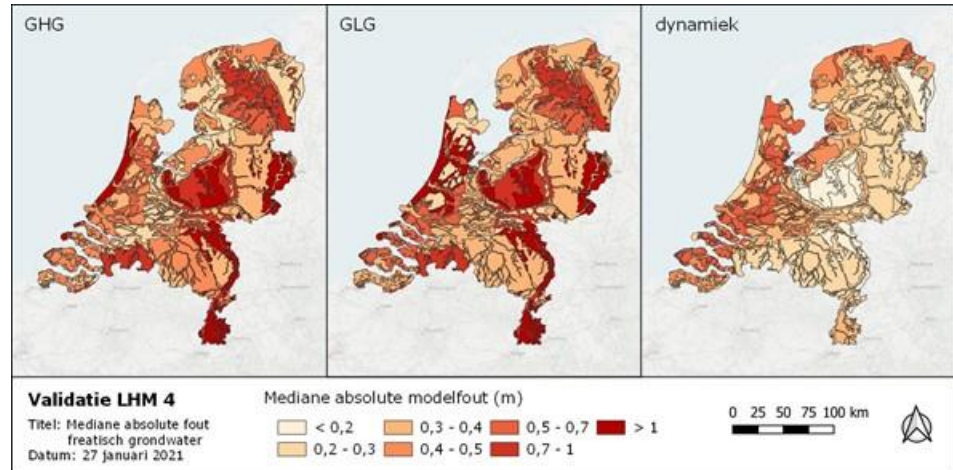 GHG
GLG
dynamiek
Validatie LHM 4
Titel: Mediane absolute fout
freatisch grondwater
Datum: 27 januari 2021
Mediane absolute modelfout (m)
< 0,2
0,3 - 0,4
0,5 - 0,7
> 1
0,2 - 0,3
0,4 - 0,5
0,7 - 1
0 25 50 75 100 km